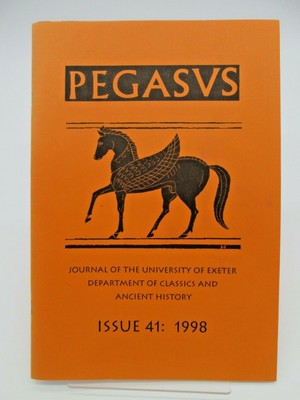 PEGASVS
JOURNAL OF THE UNIVERSITY OF EXETER
DEPARTMENT OF CLASSICS AND
ANCIENT HISTORY
ISSUE 41: 1998